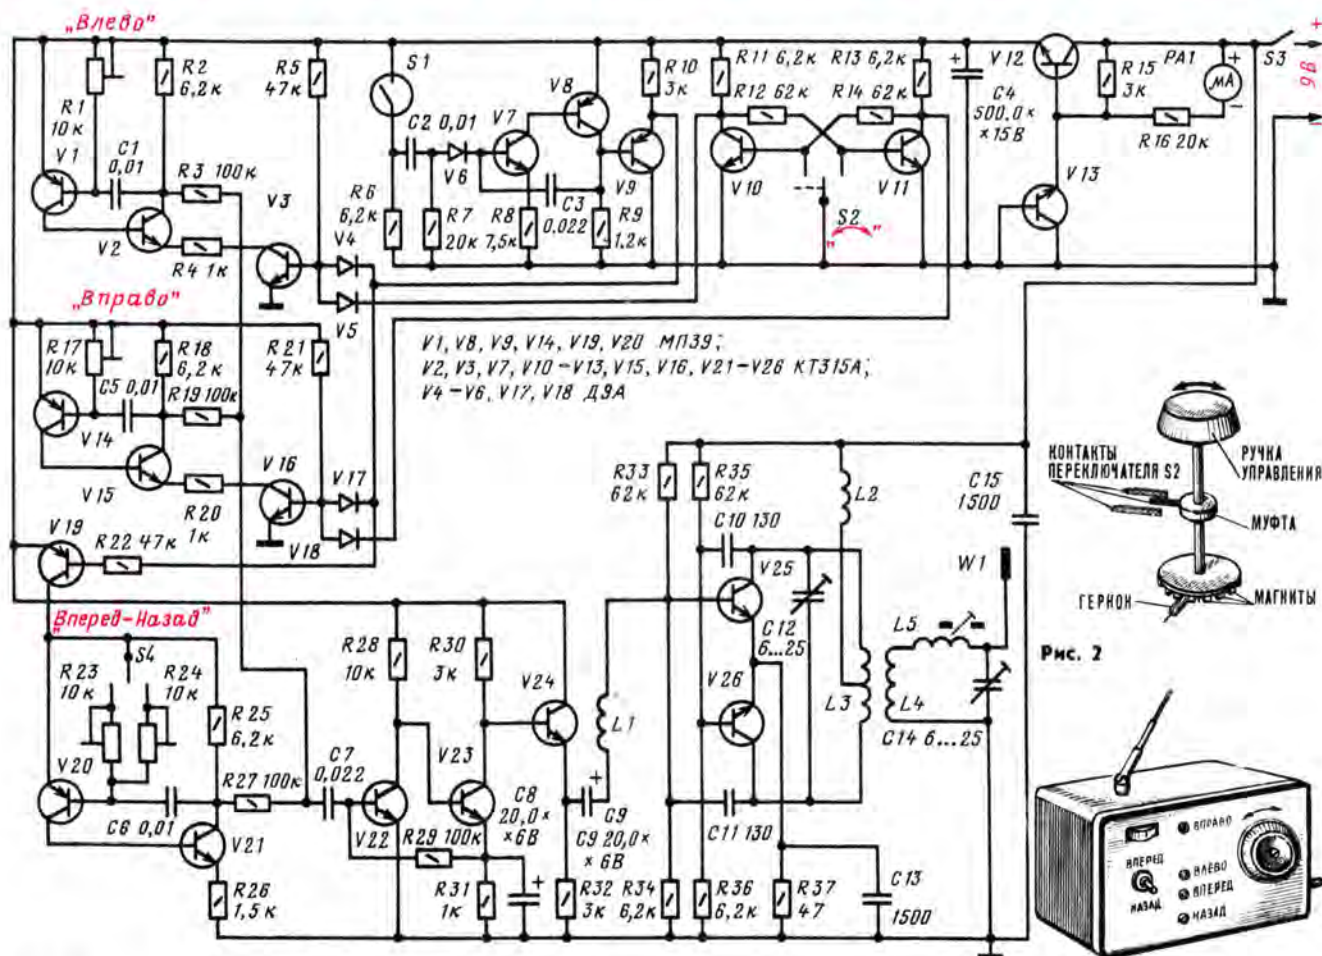 „Влево"
R1
10к
V1
C1
0,01
R2
6,2к
R3 100к
V2
R4 1к
V3
R5
47к
V4
V5
S1
R6
6,2к
C2 0,01
V6
R7
20к
V7
R8
7,5к
C3
0,022
V8
R9
1,2к
V9
R10
3к
R11 6,2к
R12 62к
V10
R13 6,2к
R14 62к
V11
S2
„ "
C4
500,0×
×15В
V12
V13
R15
3к
R16 20к
PA1
мА
S3
+
9В
„Вправо"
R17
10к
C5 0,01
R18
6,2к
R19 100к
V14
V15
R20
1к
V16
R21
47к
V17
V18
V1, V8, V9, V14, V19, V20 МП39;
V2, V3, V7, V10–V13, V15, V16, V21–V26 КТ315А;
V4–V6, V17, V18 Д9А
V19
R22 47к
„Вперед-Назад"
S4
R23
10к
R24
10к
R25
6,2к
V20
C6 0,01
V21
R26
1,5к
R27 100к
C7
0,022
R28
10к
V22
R29 100к
R30
3к
V23
R31
1к
C8
20,0×
×6В
V24
C9
C9 20,0×
×6В
R32
3к
L1
R33
62к
R34
6,2к
R35
62к
R36
6,2к
C10 130
C11 130
V25
V26
C12
6...25
R37
47
C13
1500
L2
L3
L4
L5
C14 6...25
W1
C15
1500
КОНТАКТЫ
ПЕРЕКЛЮЧАТЕЛЯ S2
РУЧКА
УПРАВЛЕНИЯ
МУФТА
ГЕРКОН
МАГНИТЫ
Рис. 2
ВПРАВО
ВПЕРЕД
НАЗАД
ВЛЕВО
ВПЕРЕД
НАЗАД